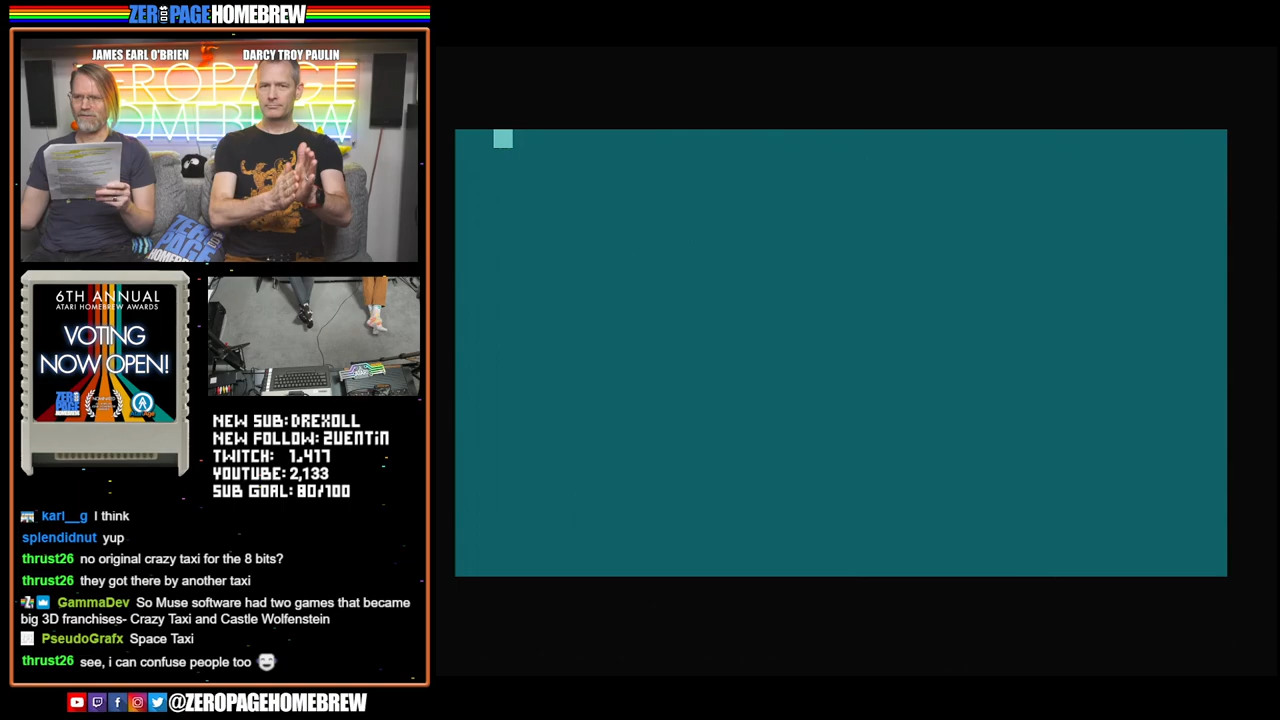 ZEROPAGE HOMEBREW
JAMES EARL O'BRIEN
DARCY TROY PAULIN
6TH ANNUAL
ATARI HOMEBREW AWARDS
VOTING
NOW OPEN!
NEW SUB: DREXOLL
NEW FOLLOW: ZUENTIN
TWITCH: 1,417
YOUTUBE: 2,133
SUB GOAL: 80/100
karl__g I think
splendidnut yup
thrust26 no original crazy taxi for the 8 bits?
thrust26 they got there by another taxi
GammaDev So Muse software had two games that became
big 3D franchises- Crazy Taxi and Castle Wolfenstein
PseudoGrafx Space Taxi
thrust26 see, i can confuse people too
@ZEROPAGEHOMEBREW